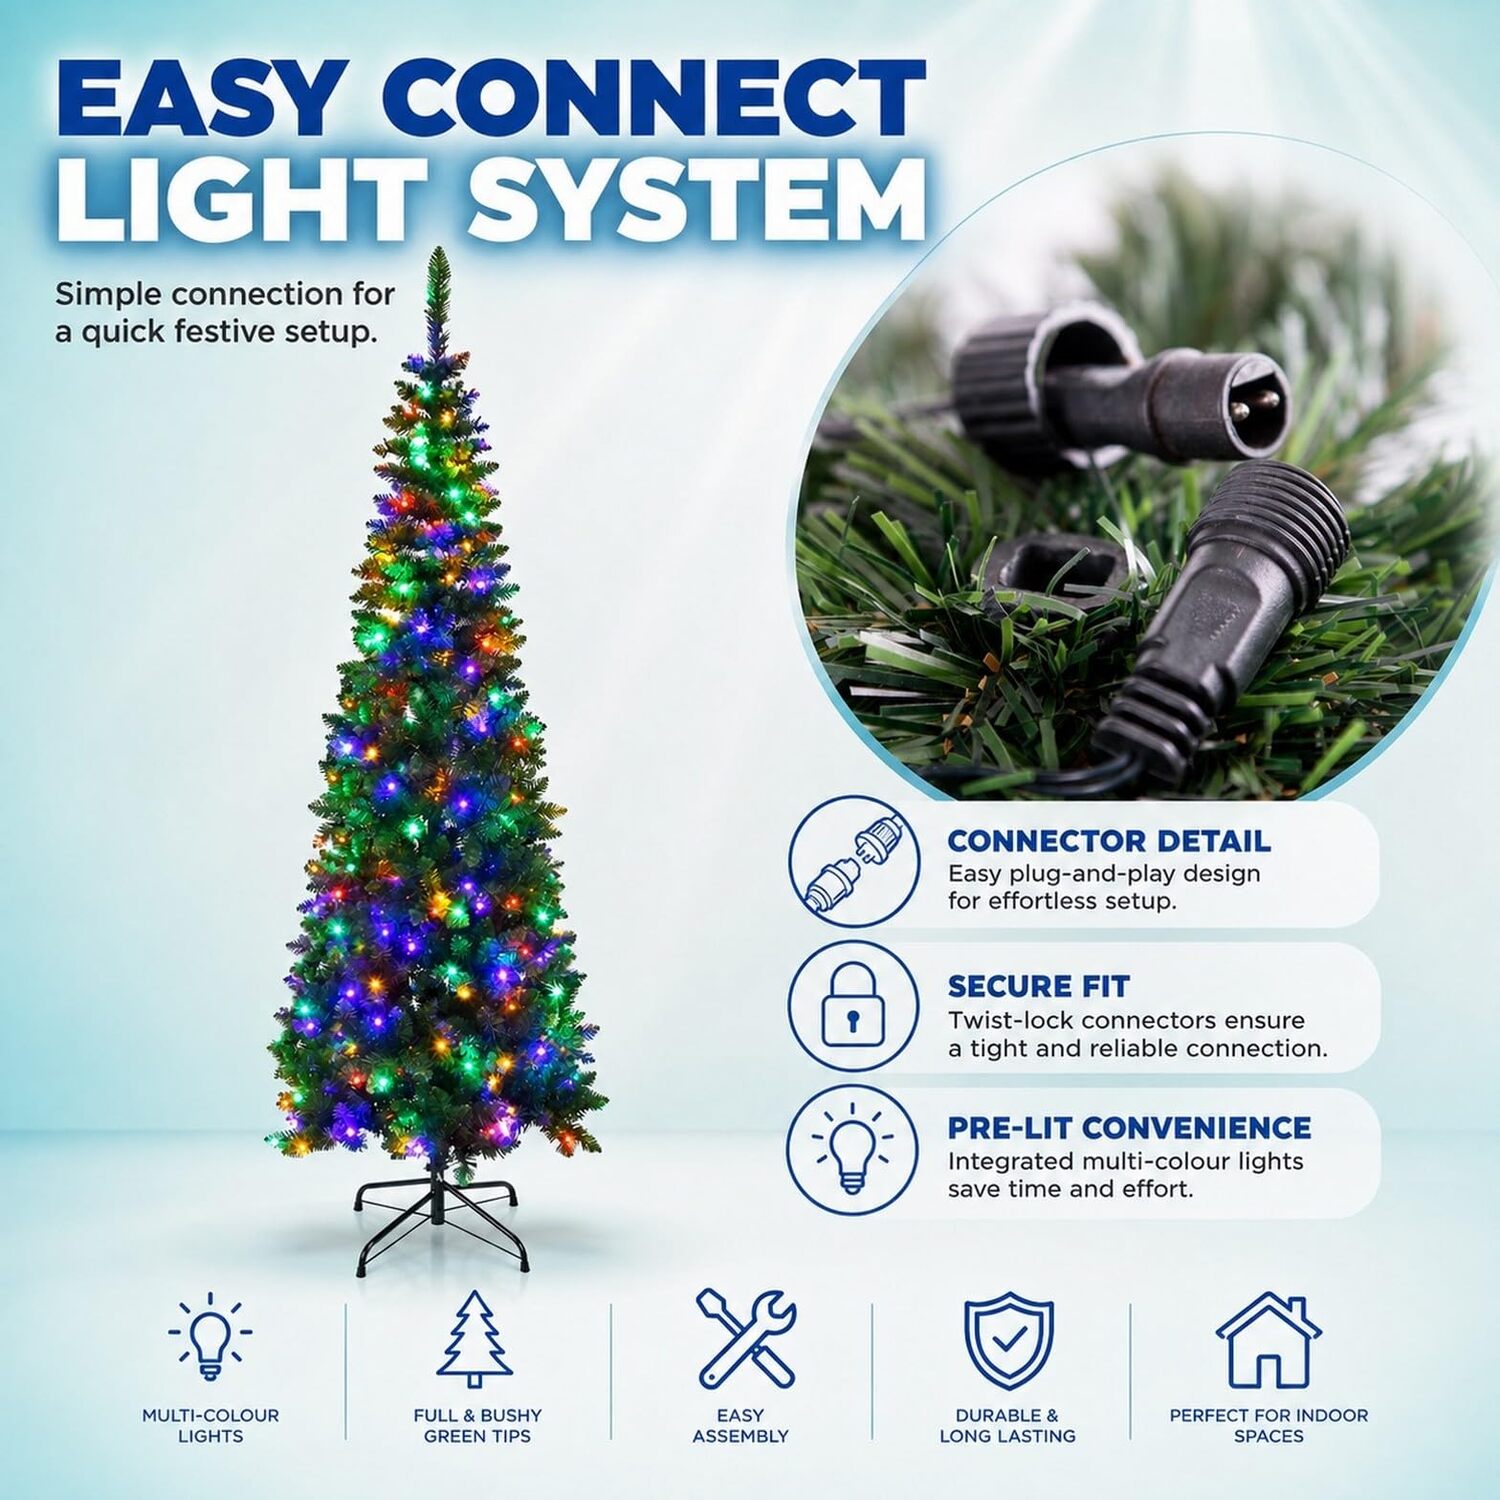 EASY CONNECT
LIGHT SYSTEM
Simple connection for
a quick festive setup.
CONNECTOR DETAIL
Easy plug-and-play design
for effortless setup.
SECURE FIT
Twist-lock connectors ensure
a tight and reliable connection.
PRE-LIT CONVENIENCE
Integrated multi-colour lights
save time and effort.
MULTI-COLOUR
LIGHTS
FULL & BUSHY
GREEN TIPS
EASY
ASSEMBLY
DURABLE &
LONG LASTING
PERFECT FOR INDOOR
SPACES